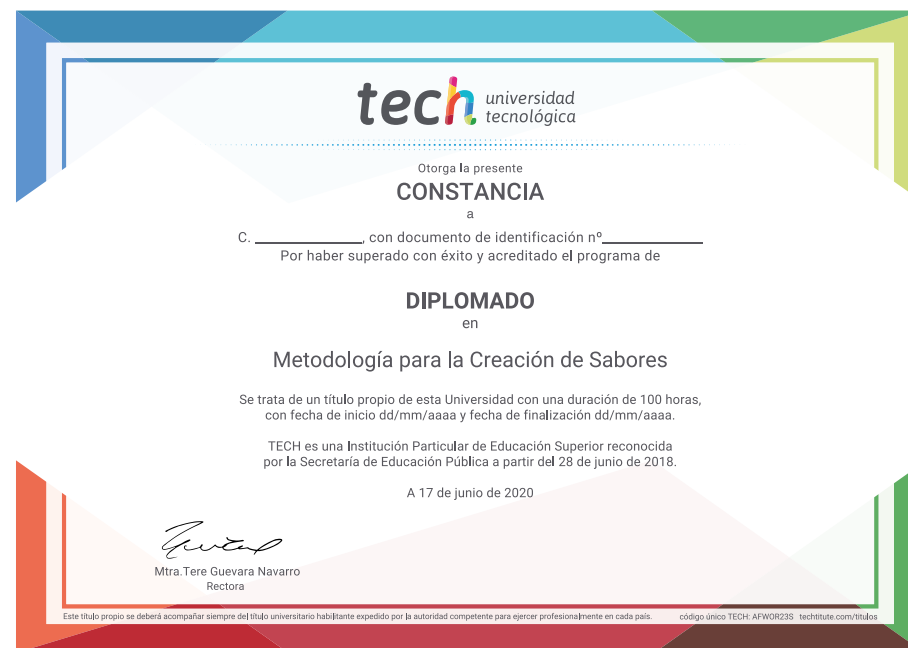 tech universidad
tecnológica
Otorga la presente
CONSTANCIA
a
C. ______________, con documento de identificación nº______________
Por haber superado con éxito y acreditado el programa de
DIPLOMADO
en
Metodología para la Creación de Sabores
Se trata de un título propio de esta Universidad con una duración de 100 horas,
con fecha de inicio dd/mm/aaaa y fecha de finalización dd/mm/aaaa.
TECH es una Institución Particular de Educación Superior reconocida
por la Secretaría de Educación Pública a partir del 28 de junio de 2018.
A 17 de junio de 2020
Mtra.Tere Guevara Navarro
Rectora
Este título propio se deberá acompañar siempre del título universitario habilitante expedido por la autoridad competente para ejercer profesionalmente en cada país. código único TECH: AFWOR23S techtitute.com/titulos